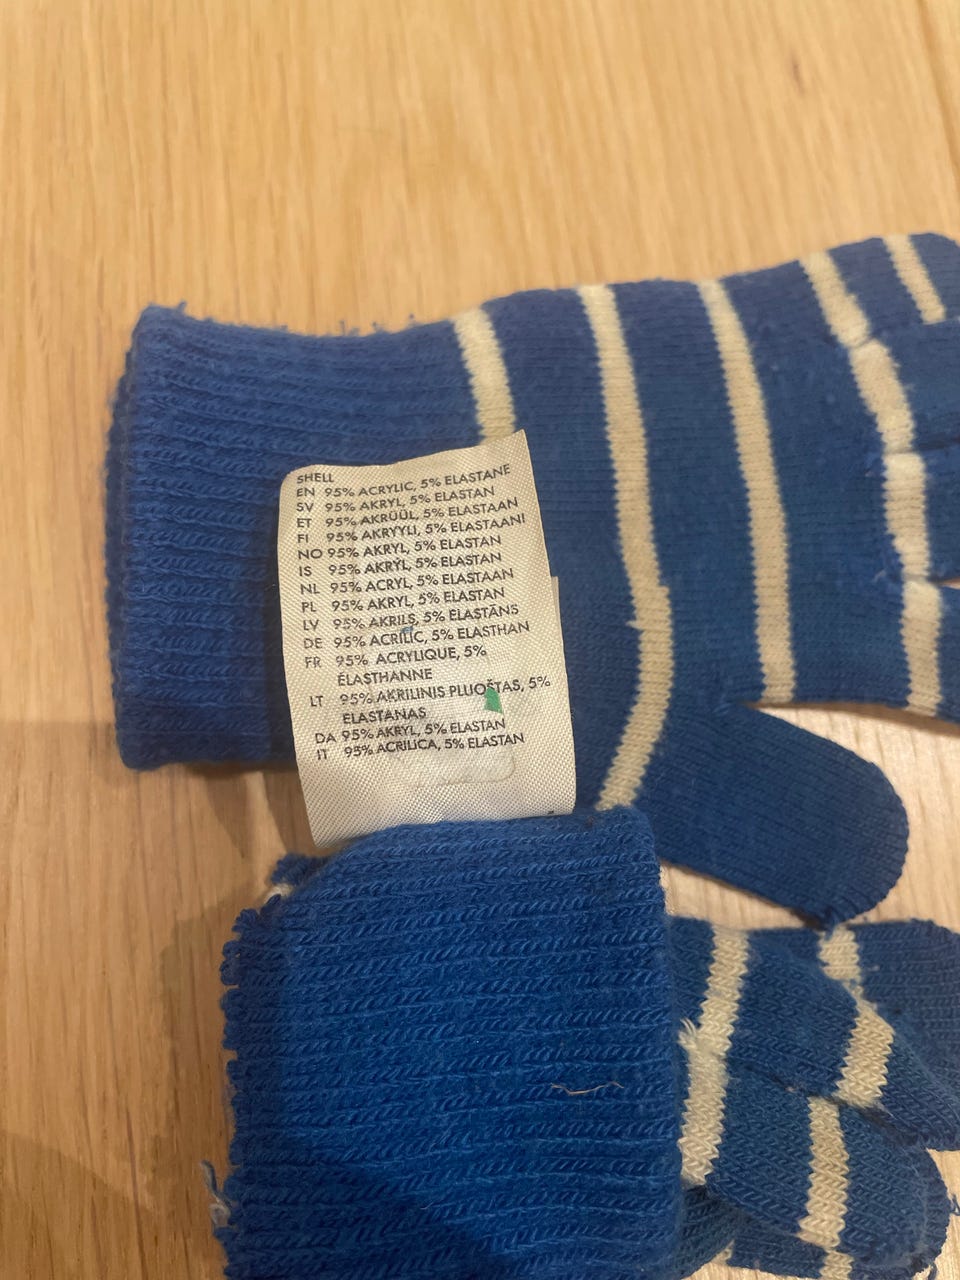 SHELL
EN 95% ACRYLIC, 5% ELASTANE
SV 95% AKRYL, 5% ELASTAN
ET 95% AKRÜÜL, 5% ELASTAAN
FI 95% AKRYYLI, 5% ELASTAANI
NO 95% AKRYL, 5% ELASTAN
IS 95% AKRYL, 5% ELASTAN
NL 95% ACRYL, 5% ELASTAAN
PL 95% AKRYL, 5% ELASTAN
LV 95% AKRILS, 5% ELASTĀNS
DE 95% ACRILIC, 5% ELASTHAN
FR 95% ACRYLIQUE, 5%
ÉLASTHANNE
LT 95% AKRILINIS PLUOŠTAS, 5%
ELASTANAS
DA 95% AKRYL, 5% ELASTAN
IT 95% ACRILICA, 5% ELASTAN